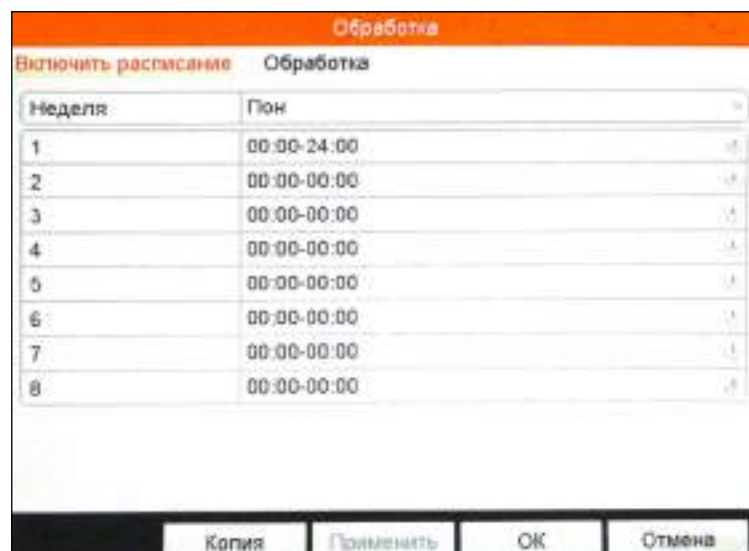 Обработка
Включить расписание Обработка
Неделя Пон
1 00:00-24:00
2 00:00-00:00
3 00:00-00:00
4 00:00-00:00
5 00:00-00:00
6 00:00-00:00
7 00:00-00:00
8 00:00-00:00
Копия Применить ОК Отмена